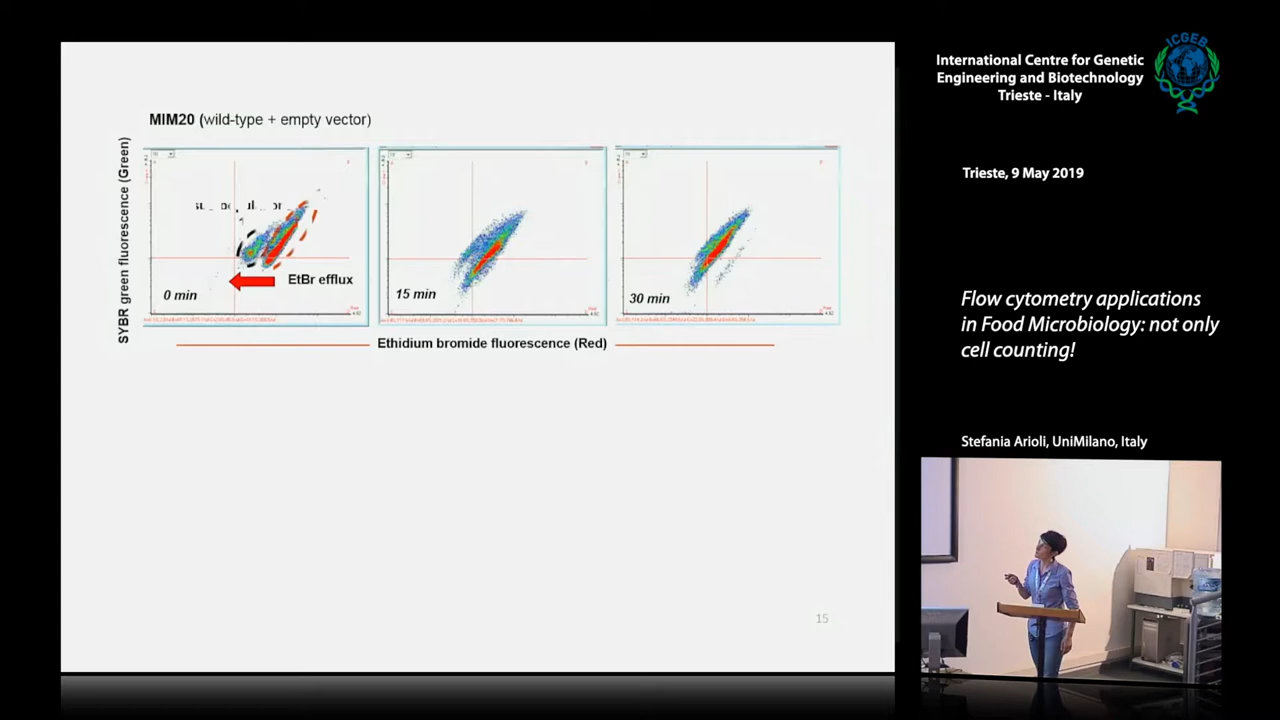 MIM20 (wild-type + empty vector)
SYBR green fluorescence (Green)
EtBr efflux
0 min
15 min
30 min
Ethidium bromide fluorescence (Red)
15
International Centre for Genetic
Engineering and Biotechnology
Trieste - Italy
ICGEB
Trieste, 9 May 2019
Flow cytometry applications
in Food Microbiology: not only
cell counting!
Stefania Arioli, UniMilano, Italy